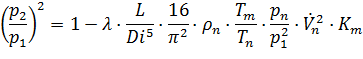 (p₂/p₁)² = 1 − λ · L/Di⁵ · 16/π² · ρₙ · Tₘ/Tₙ · pₙ/p₁² · V̇ₙ² · Kₘ